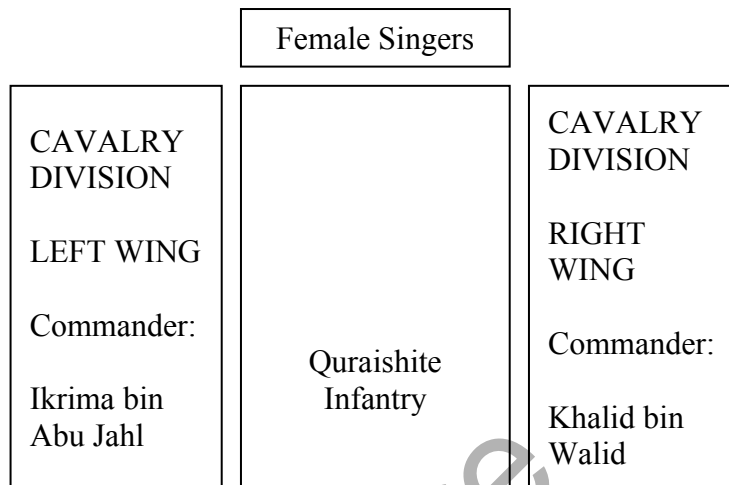 Female Singers
CAVALRY
DIVISION
LEFT WING
Commander:
Ikrima bin
Abu Jahl
Quraishite
Infantry
CAVALRY
DIVISION
RIGHT
WING
Commander:
Khalid bin
Walid